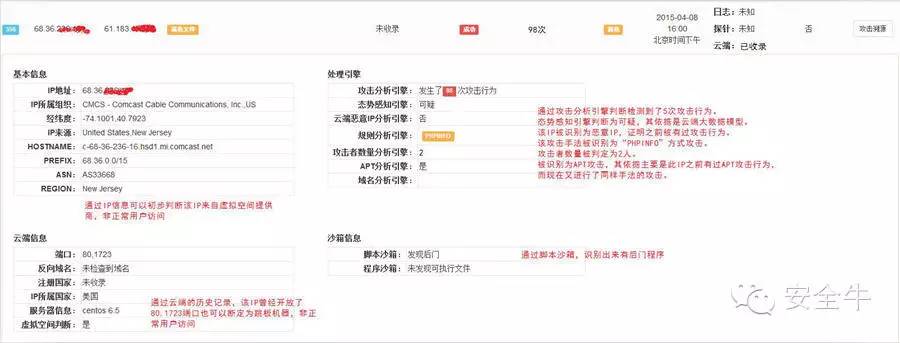 日志：未知
356 68.36.236 61.183. 高危文件 未收录 成功 98次 高危 2015-04-08 16:00 北京时间下午 探针：未知 否 攻击溯源
云端：已收录
基本信息
IP地址： 68.36.
IP所属组织： CMCS - Comcast Cable Communications, Inc.,US
经纬度： -74.1001,40.7923
IP来源： United States,New Jersey
HOSTNAME： c-68-36-236-16.hsd1.mi.comcast.net
PREFIX： 68.36.0.0/15
ASN： AS33668
REGION： New Jersey
通过IP信息可以初步判断该IP来自虚拟空间提供
商，非正常用户访问
处理引擎
攻击分析引擎： 发生了 98 次攻击行为
态势感知引擎： 可疑
云端恶意IP分析引擎： 否
规则分析引擎： PHPINFO
攻击者数量分析引擎： 2
APT分析引擎： 是
域名分析引擎：
通过攻击分析引擎判断检测到了5次攻击行为。
态势感知引擎判断为可疑，其依据是云端大数据模型。
该IP被识别为恶意IP，证明之前被有过攻击行为。
该攻击手法被识别为“PHPINFO”方式攻击。
攻击者数量被判定为2人。
被识别为APT攻击，其依据主要是此IP之前有过APT攻击行为，
而现在又进行了同样手法的攻击。
云端信息
端口： 80,1723
反向域名： 未检查到域名
注册国家： 未收录
IP所属国家： 美国
服务器信息： centos 6.5
虚拟空间判断： 是
通过云端的历史记录，该IP曾经开放了
80,1723端口也可以断定为跳板机器，非正
常用户访问
沙箱信息
脚本沙箱： 发现后门
程序沙箱： 未发现可执行文件
通过脚本沙箱，识别出来有后门程序
安全牛